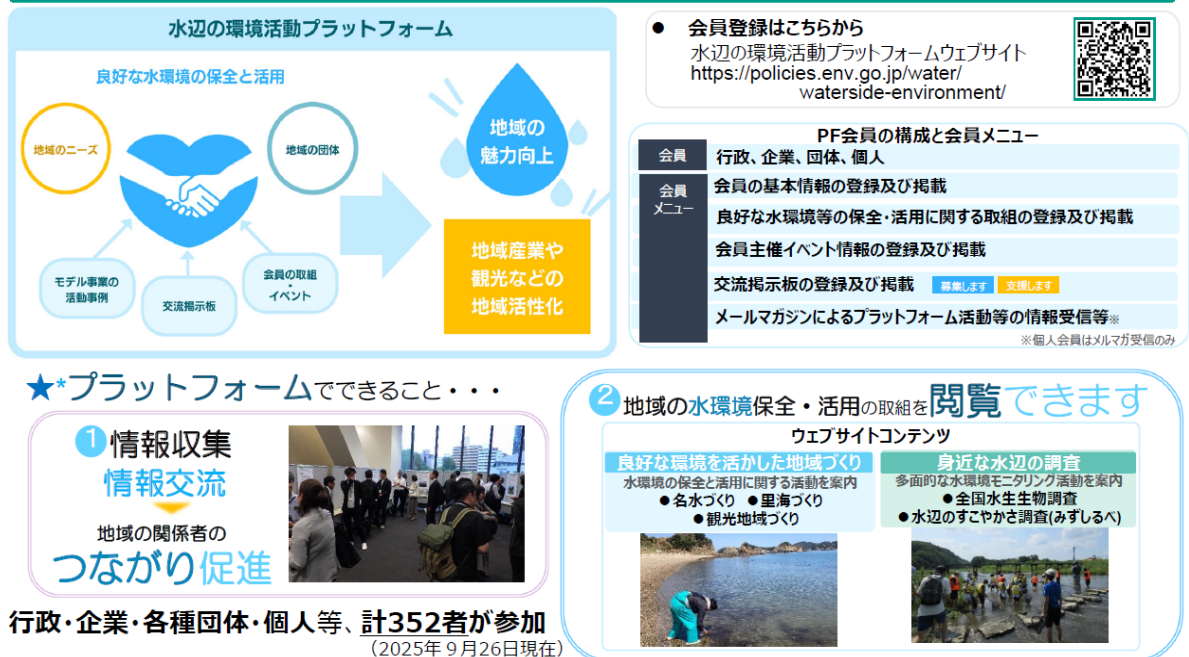 水辺の環境活動プラットフォーム
良好な水環境の保全と活用
地域のニーズ
地域の団体
モデル事業の
活動事例
交流掲示板
会員の取組
・
イベント
地域の
魅力向上
地域産業や
観光などの
地域活性化
● 会員登録はこちらから
水辺の環境活動プラットフォームウェブサイト
https://policies.env.go.jp/water/
waterside-environment/
PF会員の構成と会員メニュー
会員 行政、企業、団体、個人
会員
メニュー
会員の基本情報の登録及び掲載
良好な水環境等の保全・活用に関する取組の登録及び掲載
会員主催イベント情報の登録及び掲載
交流掲示板の登録及び掲載 募集します 支援します
メールマガジンによるプラットフォーム活動等の情報受信等※
※個人会員はメルマガ受信のみ
★*プラットフォームでできること・・・
1 情報収集
情報交流
地域の関係者の
つながり促進
行政・企業・各種団体・個人等、計352者が参加
(2025年9月26日現在)
2 地域の水環境保全・活用の取組を閲覧できます
ウェブサイトコンテンツ
良好な環境を活かした地域づくり
水環境の保全と活用に関する活動を案内
●名水づくり ●里海づくり
●観光地域づくり
身近な水辺の調査
多面的な水環境モニタリング活動を案内
●全国水生生物調査
●水辺のすこやかさ調査(みずしるべ)